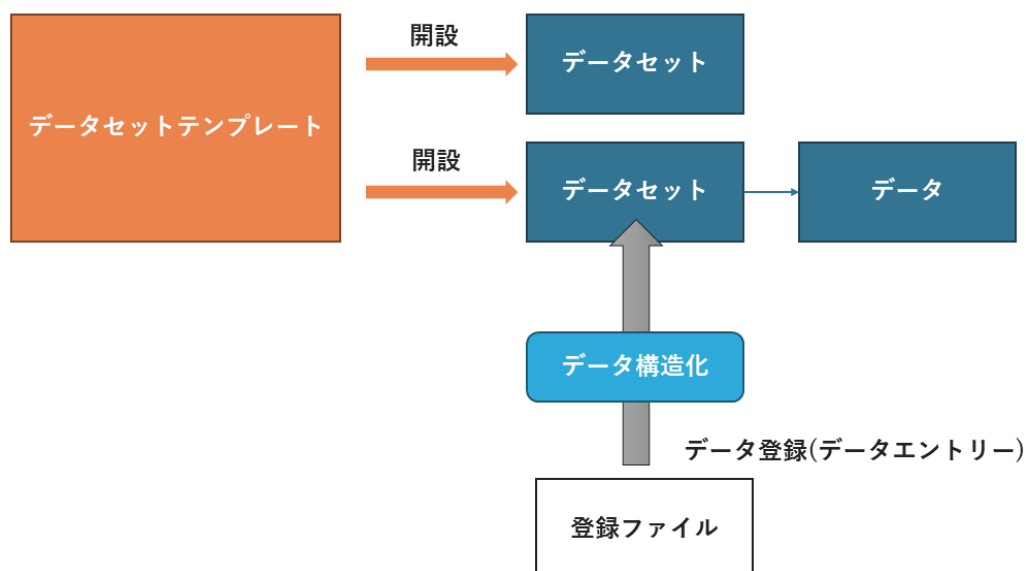 開設
データセット
データセットテンプレート
開設
データセット
データ
データ構造化
データ登録(データエントリー)
登録ファイル